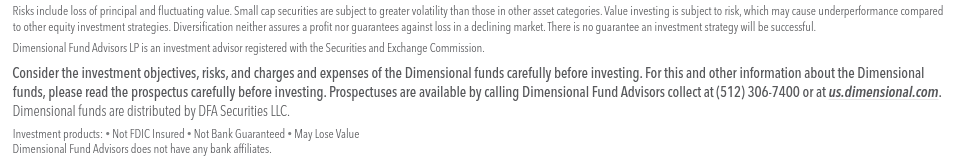 Risks include loss of principal and fluctuating value. Small cap securities are subject to greater volatility than those in other asset categories. Value investing is subject to risk, which may cause underperformance compared
to other equity investment strategies. Diversification neither assures a profit nor guarantees against loss in a declining market. There is no guarantee an investment strategy will be successful.
Dimensional Fund Advisors LP is an investment advisor registered with the Securities and Exchange Commission.
Consider the investment objectives, risks, and charges and expenses of the Dimensional funds carefully before investing. For this and other information about the Dimensional
funds, please read the prospectus carefully before investing. Prospectuses are available by calling Dimensional Fund Advisors collect at (512) 306-7400 or at us.dimensional.com.
Dimensional funds are distributed by DFA Securities LLC.
Investment products: • Not FDIC Insured • Not Bank Guaranteed • May Lose Value
Dimensional Fund Advisors does not have any bank affiliates.